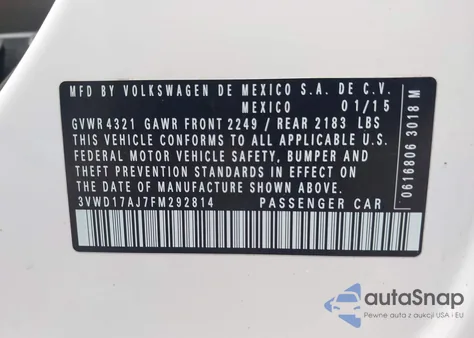 MFD BY VOLKSWAGEN DE MEXICO S.A. DE C.V.
MEXICO 01/15
GVWR 4321 GAWR FRONT 2249 / REAR 2183 LBS
THIS VEHICLE CONFORMS TO ALL APPLICABLE U.S.
FEDERAL MOTOR VEHICLE SAFETY, BUMPER AND
THEFT PREVENTION STANDARDS IN EFFECT ON
THE DATE OF MANUFACTURE SHOWN ABOVE.
3VWD17AJ7FM292814 PASSENGER CAR
0616806 3018 M
autoSnap
Pewne auta z aukcji USA i EU